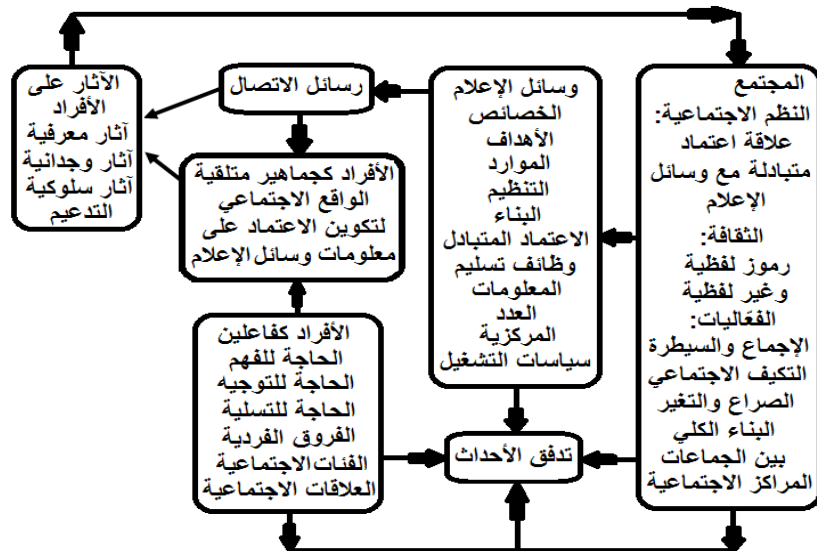 المجتمع
النظم الاجتماعية:
علاقة اعتماد
متبادلة مع وسائل
الإعلام
الثقافة:
رموز لفظية
وغير لفظية
الفعّاليات:
الإجماع والسيطرة
التكيف الاجتماعي
الصراع والتغير
البناء الكلي
بين الجماعات
المراكز الاجتماعية
وسائل الإعلام
الخصائص
الأهداف
الموارد
التنظيم
البناء
الاعتماد المتبادل
وظائف تسليم
المعلومات
العدد
المركزية
سياسات التشغيل
رسائل الاتصال
الآثار على
الأفراد
آثار معرفية
آثار وجدانية
آثار سلوكية
التدعيم
الأفراد كجماهير متلقية
الواقع الاجتماعي
لتكوين الاعتماد على
معلومات وسائل الإعلام
الأفراد كفاعلين
الحاجة للفهم
الحاجة للتوجيه
الحاجة للتسلية
الفروق الفردية
الفئات الاجتماعية
العلاقات الاجتماعية
تدفق الأحداث